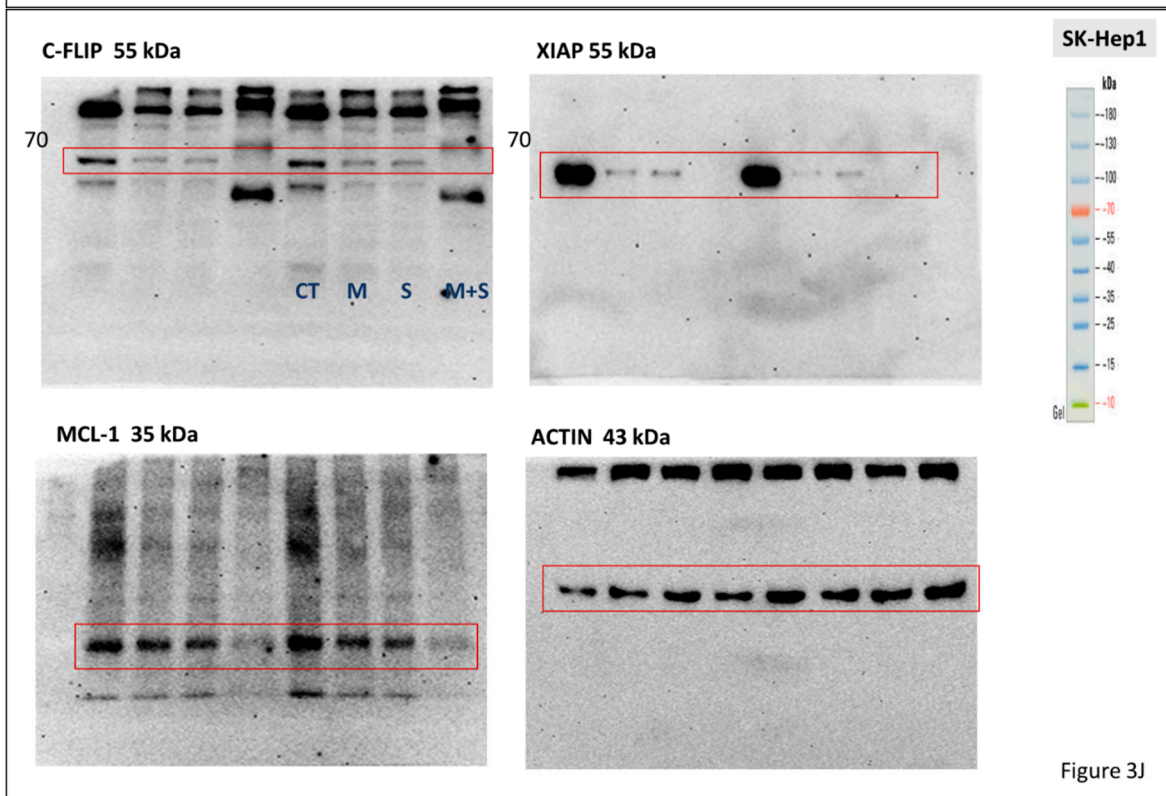 C-FLIP 55 kDa
70
CT M S M+S
XIAP 55 kDa
70
SK-Hep1
kDa
-180
-130
-100
-70
-55
-40
-35
-25
-15
-10
Gel
MCL-1 35 kDa
ACTIN 43 kDa
Figure 3J